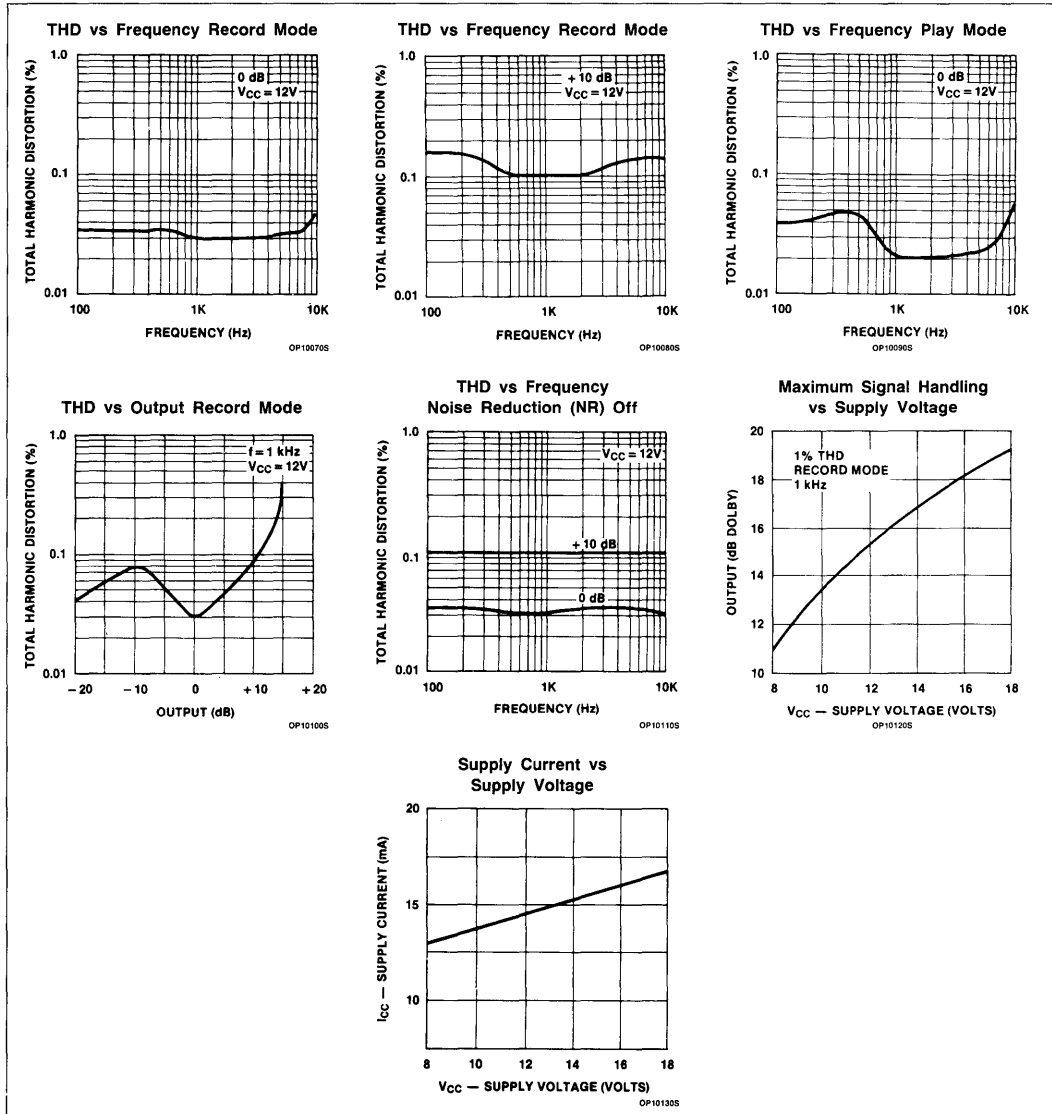 THD vs Frequency Record Mode
TOTAL HARMONIC DISTORTION (%)
1.0
0.1
0.01
0 dB
VCC = 12V
100
1K
10K
FREQUENCY (Hz)
OP10070S
THD vs Frequency Record Mode
TOTAL HARMONIC DISTORTION (%)
1.0
0.1
0.01
+ 10 dB
VCC = 12V
100
1K
10K
FREQUENCY (Hz)
OP10080S
THD vs Frequency Play Mode
TOTAL HARMONIC DISTORTION (%)
1.0
0.1
0.01
0 dB
VCC = 12V
100
1K
10K
FREQUENCY (Hz)
OP10090S
THD vs Output Record Mode
TOTAL HARMONIC DISTORTION (%)
1.0
0.1
0.01
f = 1 kHz
VCC = 12V
– 20
– 10
0
+ 10
+ 20
OUTPUT (dB)
OP10100S
THD vs Frequency
Noise Reduction (NR) Off
TOTAL HARMONIC DISTORTION (%)
1.0
0.1
0.01
VCC = 12V
+ 10 dB
0 dB
100
1K
10K
FREQUENCY (Hz)
OP10110S
Maximum Signal Handling
vs Supply Voltage
OUTPUT (dB DOLBY)
20
18
16
14
12
10
1% THD
RECORD MODE
1 kHz
8
10
12
14
16
18
VCC — SUPPLY VOLTAGE (VOLTS)
OP10120S
Supply Current vs
Supply Voltage
ICC — SUPPLY CURRENT (mA)
20
15
10
8
10
12
14
16
18
VCC — SUPPLY VOLTAGE (VOLTS)
OP10130S